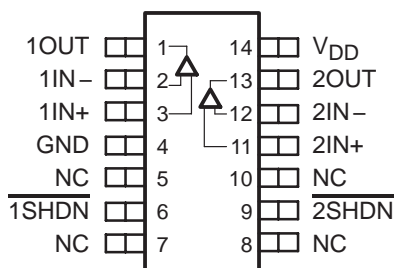 1OUT 1 14 V_DD
1IN− 2 13 2OUT
1IN+ 3 12 2IN−
GND 4 11 2IN+
NC 5 10 NC
1SHDN 6 9 2SHDN
NC 7 8 NC